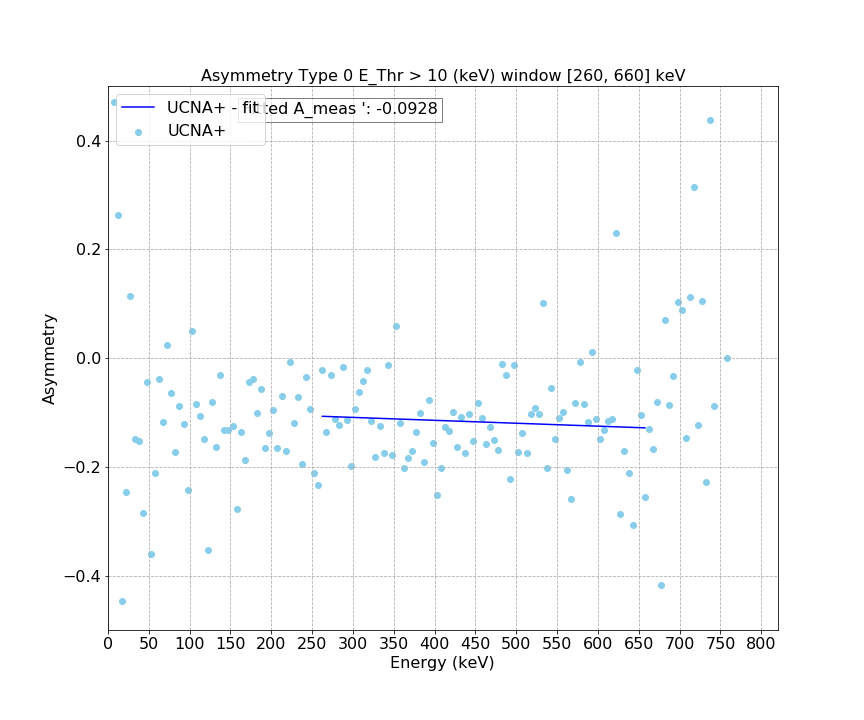 Asymmetry Type 0 E_Thr > 10 (keV) window [260, 660] keV
UCNA+ - fitted A_meas ': -0.0928
UCNA+
0.4
0.2
0.0
−0.2
−0.4
Asymmetry
0 50 100 150 200 250 300 350 400 450 500 550 600 650 700 750 800
Energy (keV)